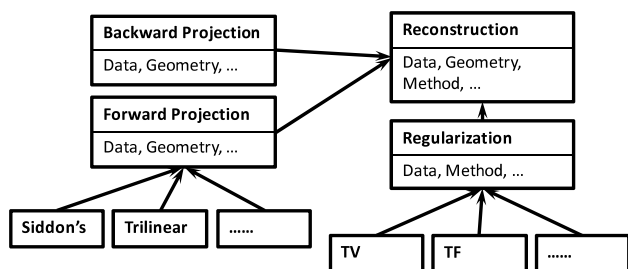 Backward Projection
Data, Geometry, ...
Forward Projection
Data, Geometry, ...
Siddon's
Trilinear
......
Reconstruction
Data, Geometry,
Method, ...
Regularization
Data, Method, ...
TV
TF
......